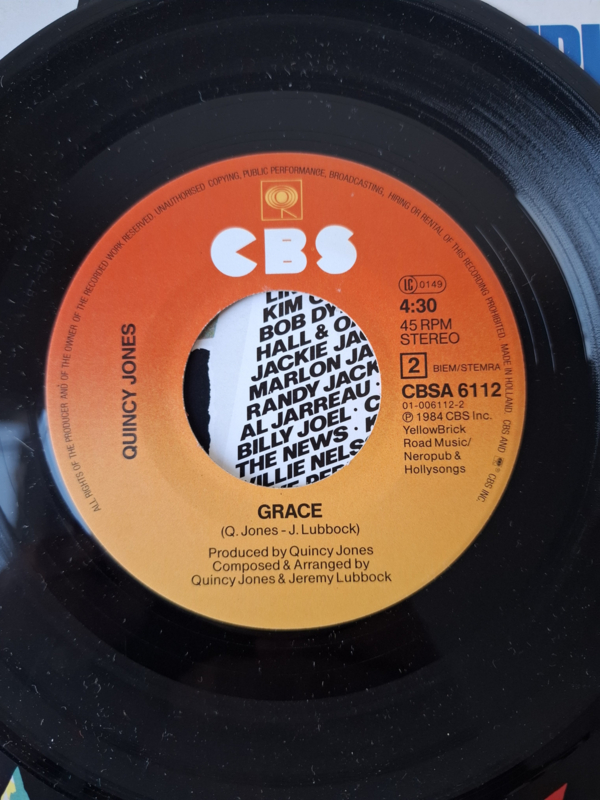 ALL RIGHTS OF THE PRODUCER AND OF THE OWNER OF THE RECORDED WORK RESERVED. UNAUTHORISED COPYING, PUBLIC PERFORMANCE, BROADCASTING, HIRING OR RENTAL OF THIS RECORDING PROHIBITED. MADE IN HOLLAND. CBS AND CBS INC.
CBS
LC 0149
4:30
45 RPM
STEREO
2 BIEM/STEMRA
CBSA 6112
01-006112-2
℗ 1984 CBS Inc.
YellowBrick
Road Music/
Neropub &
Hollysongs
QUINCY JONES
KIM
BOB DY
HALL & O
JACKIE JAC
MARLON JA
RANDY JACK
AL JARREAU ·
BILLY JOEL · C
THE NEWS · K
WILLIE NELS
GRACE
(Q. Jones - J. Lubbock)
Produced by Quincy Jones
Composed & Arranged by
Quincy Jones & Jeremy Lubbock